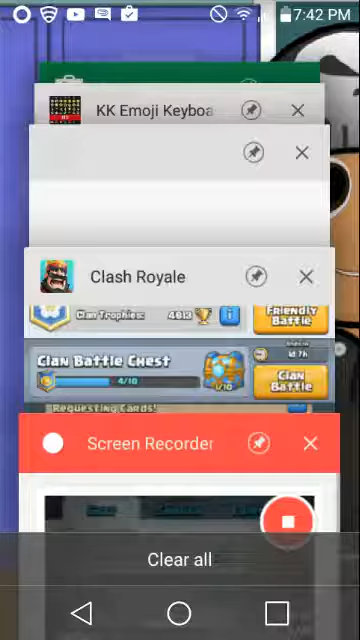 7:42 PM
KK Emoji Keyboa
Clash Royale
Clan Trophies:
Friendly
Battle
Clan Battle Chest
4/10
Clan
Battle
Requesting Cards!
Screen Recorder
Clear all